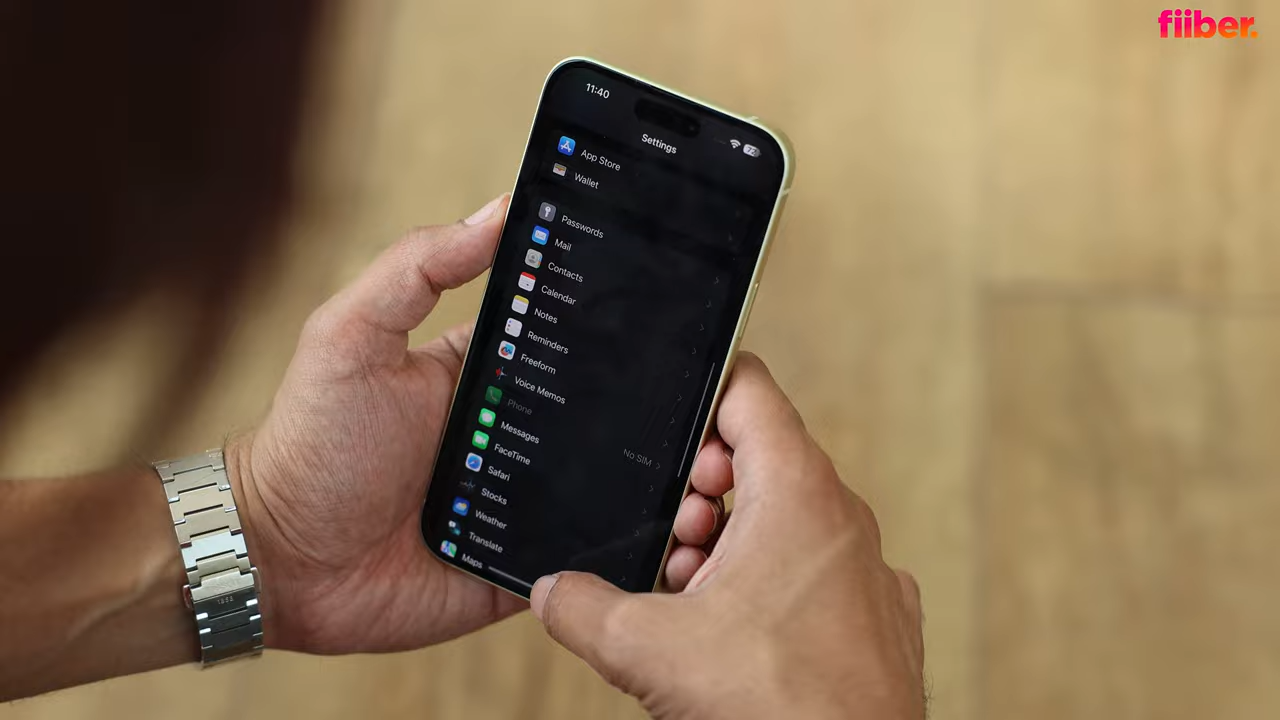 fiiber.
11:40
72
Settings
App Store
Wallet
Passwords
Mail
Contacts
Calendar
Notes
Reminders
Freeform
Voice Memos
Phone
No SIM
Messages
FaceTime
Safari
Stocks
Weather
Translate
Maps